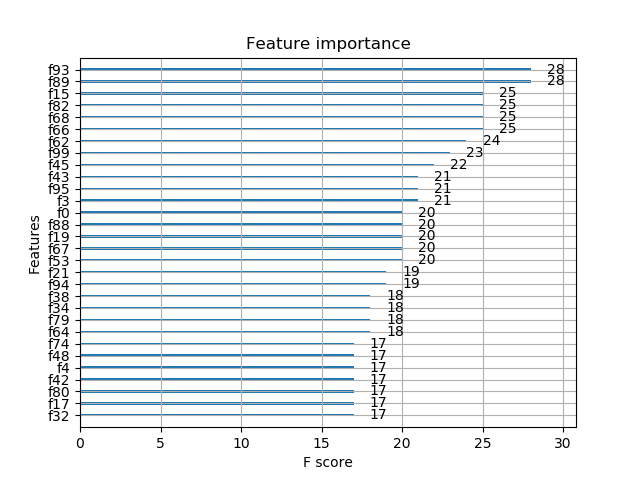 Feature importance
f93 28
f89 28
f15 25
f82 25
f68 25
f66 25
f62 24
f99 23
f45 22
f43 21
f95 21
f3 21
f0 20
f88 20
f19 20
f67 20
f53 20
f21 19
f94 19
f38 18
f34 18
f79 18
f64 18
f74 17
f48 17
f4 17
f42 17
f80 17
f17 17
f32 17
Features
0 5 10 15 20 25 30
F score